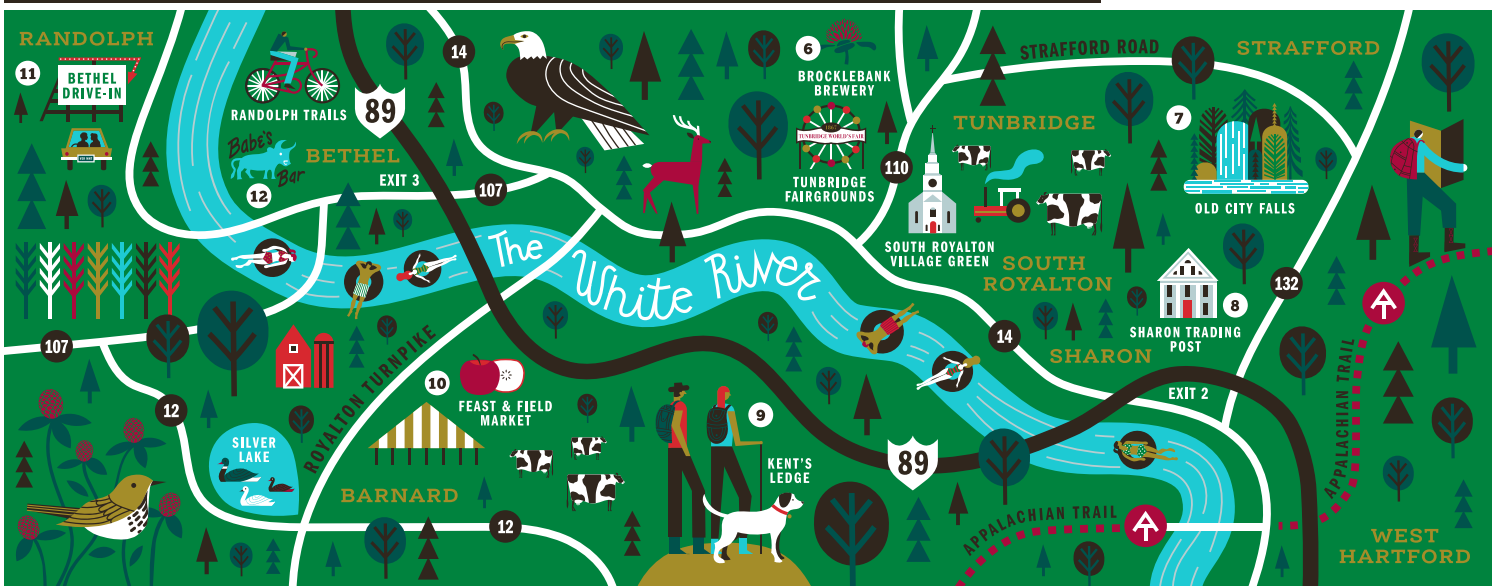 RANDOLPH
11
BETHEL
DRIVE-IN
RANDOLPH TRAILS
89
14
6
BROCKLEBANK
BREWERY
1867
TUNBRIDGE WORLD'S FAIR
TUNBRIDGE
FAIRGROUNDS
STRAFFORD ROAD
STRAFFORD
7
OLD CITY FALLS
TUNBRIDGE
110
SOUTH ROYALTON
VILLAGE GREEN
SOUTH
ROYALTON
Babe's
Bar
12
BETHEL
EXIT 3
107
The White River
8
SHARON TRADING
POST
132
14
SHARON
EXIT 2
107
12
SILVER
LAKE
ROYALTON TURNPIKE
10
FEAST & FIELD
MARKET
BARNARD
12
9
KENT'S
LEDGE
89
APPALACHIAN TRAIL
APPALACHIAN TRAIL
WEST
HARTFORD